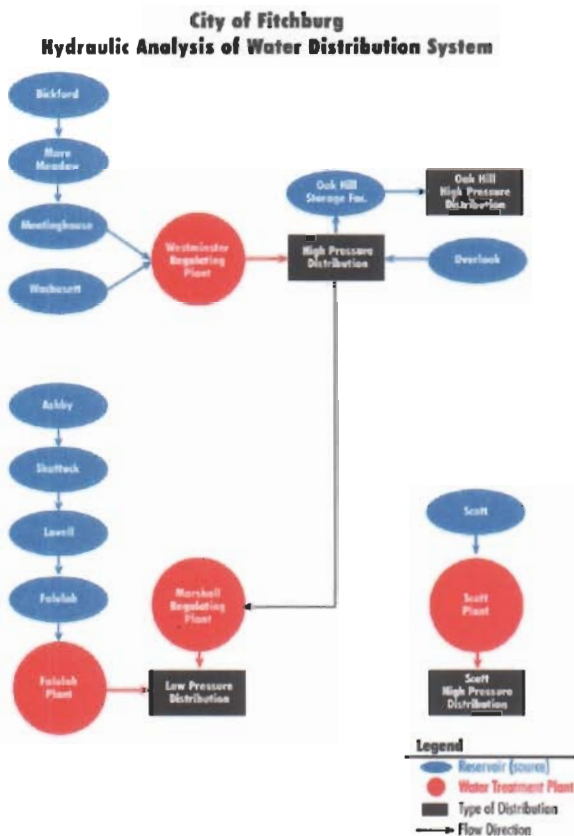 City of Fitchburg
Hydraulic Analysis of Water Distribution System
Bickford
Mare
Meadow
Meetinghouse
Wachusett
Westminster
Regulating
Plant
Oak Hill
Storage Fac.
Oak Hill
High Pressure
Distribution
High Pressure
Distribution
Overlook
Ashby
Shattuck
Lovell
Falulah
Falulah
Plant
Marshall
Regulating
Plant
Low Pressure
Distribution
Scott
Scott
Plant
Scott
High Pressure
Distribution
Legend
Reservoir (source)
Water Treatment Plant
Type of Distribution
Flow Direction